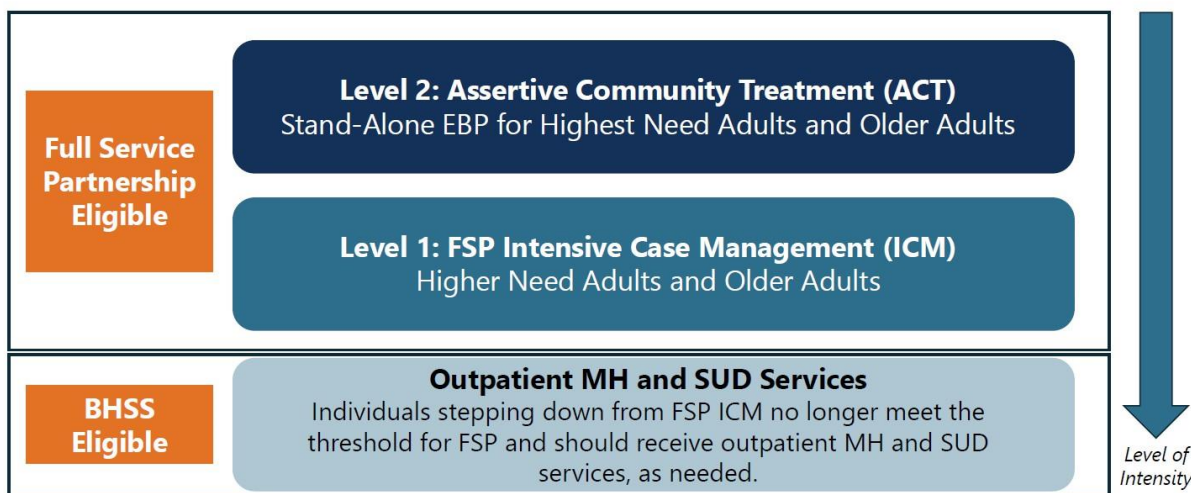 Full Service
Partnership
Eligible
Level 2: Assertive Community Treatment (ACT)
Stand-Alone EBP for Highest Need Adults and Older Adults
Level 1: FSP Intensive Case Management (ICM)
Higher Need Adults and Older Adults
BHSS
Eligible
Outpatient MH and SUD Services
Individuals stepping down from FSP ICM no longer meet the
threshold for FSP and should receive outpatient MH and SUD
services, as needed.
Level of
Intensity